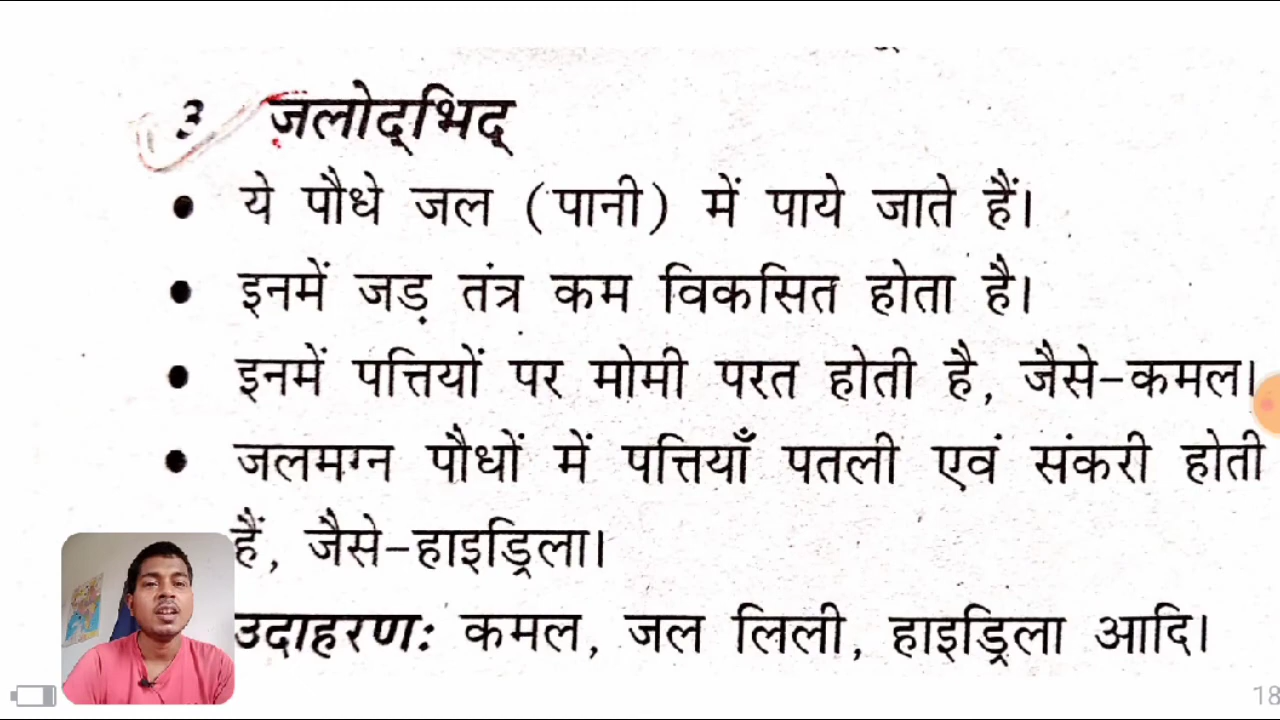 3 जलोद्भिद्
• ये पौधे जल (पानी) में पाये जाते हैं।
• इनमें जड़ तंत्र कम विकसित होता है।
• इनमें पत्तियों पर मोमी परत होती है, जैसे-कमल।
• जलमग्न पौधों में पत्तियाँ पतली एवं संकरी होती
हैं, जैसे-हाइड्रिला।
उदाहरण: कमल, जल लिली, हाइड्रिला आदि।
18